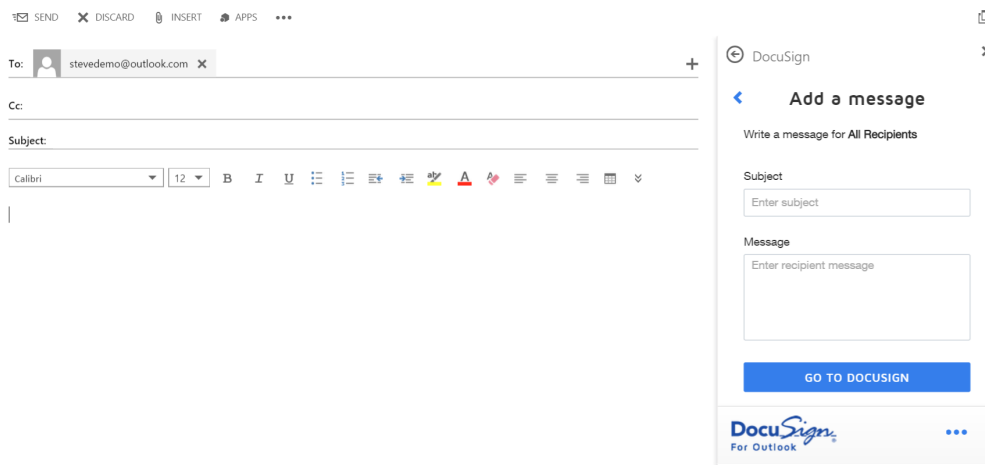 SEND DISCARD INSERT APPS
To: stevedemo@outlook.com
Cc:
Subject:
Calibri 12 B I U aby A
DocuSign
Add a message
Write a message for All Recipients
Subject
Enter subject
Message
Enter recipient message
GO TO DOCUSIGN
DocuSign
For Outlook